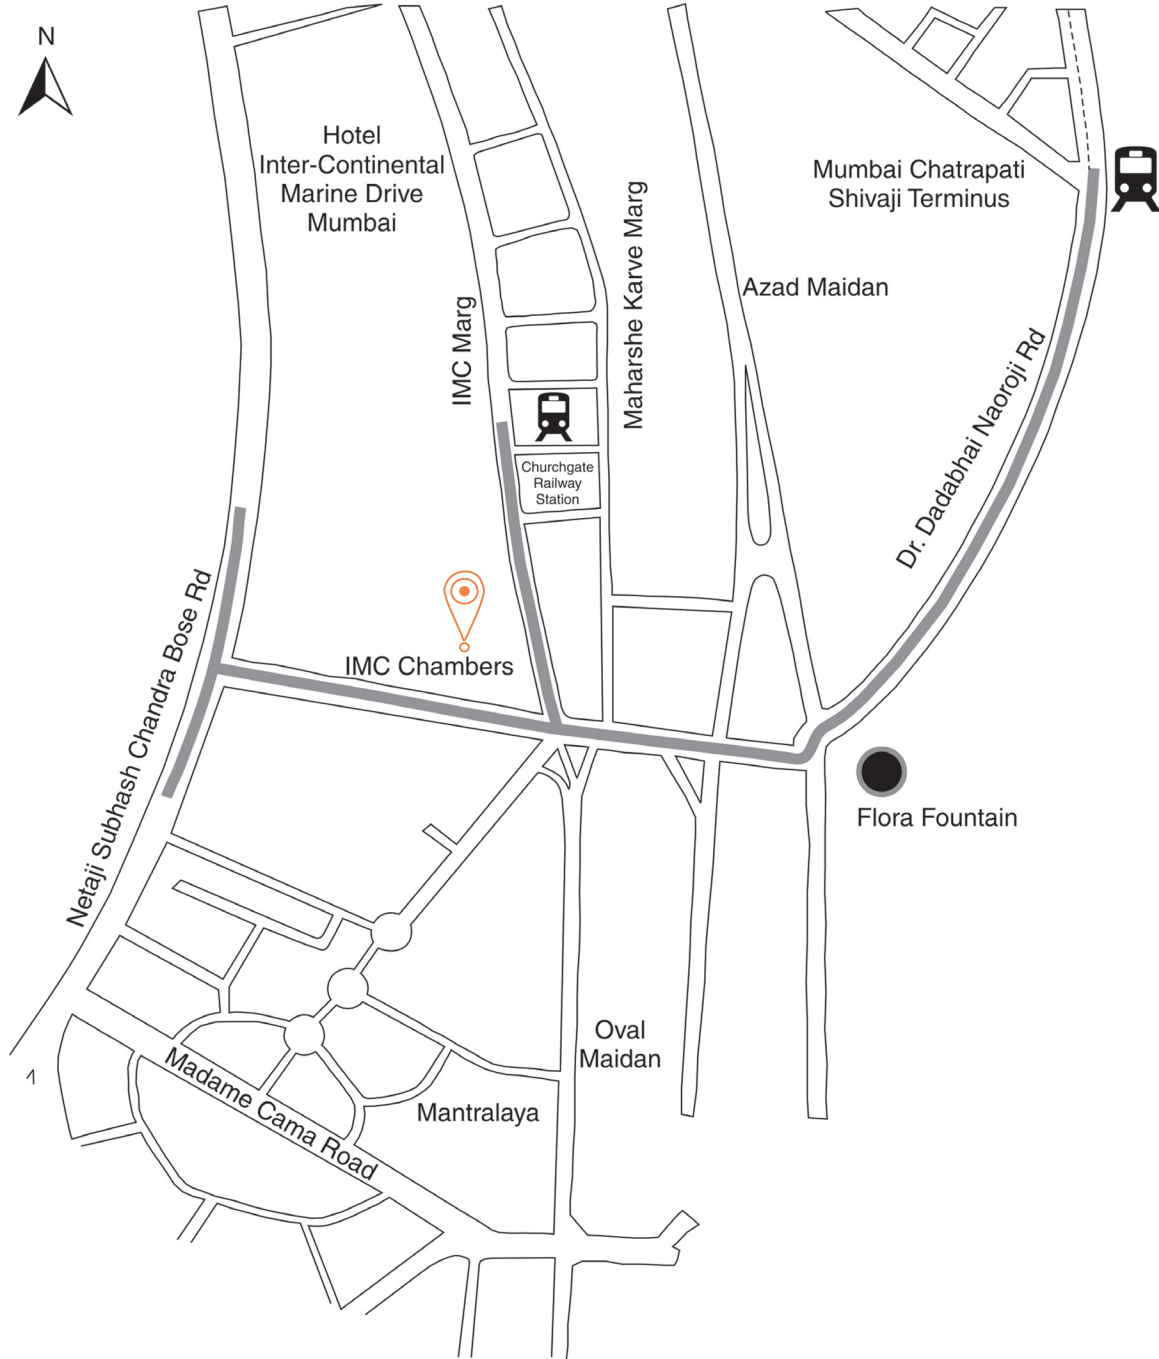 N
Hotel
Inter-Continental
Marine Drive
Mumbai
Mumbai Chatrapati
Shivaji Terminus
Maharshe Karve Marg
IMC Marg
Azad Maidan
Dr. Dadabhai Naoroji Rd
Churchgate
Railway
Station
Netaji Subhash Chandra Bose Rd
IMC Chambers
Flora Fountain
Oval
Maidan
Madame Cama Road
Mantralaya